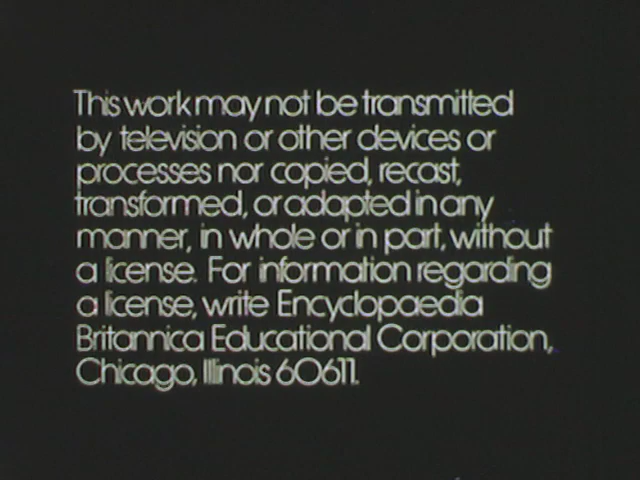 This work may not be transmitted
by television or other devices or
processes nor copied, recast,
transformed, or adapted in any
manner, in whole or in part, without
a license. For information regarding
a license, write Encyclopaedia
Britannica Educational Corporation,
Chicago, Illinois 60611.